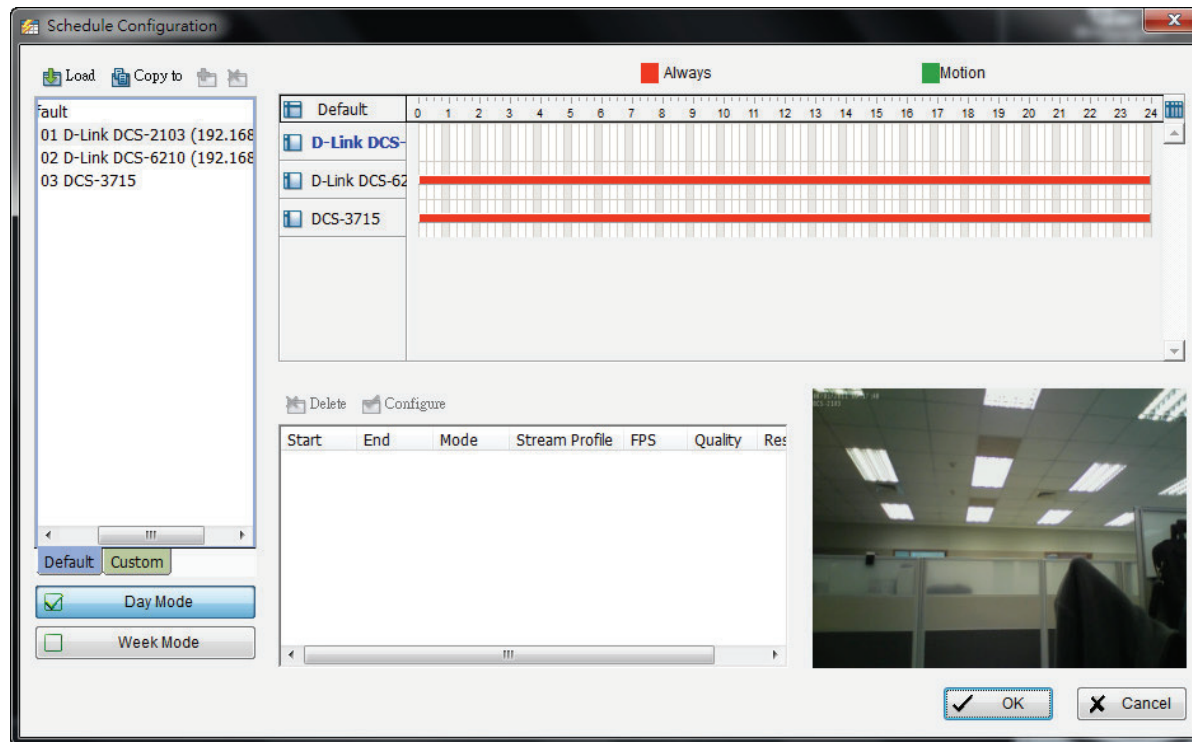 Schedule Configuration
Load Copy to
Always Motion
fault
01 D-Link DCS-2103 (192.168
02 D-Link DCS-6210 (192.168
03 DCS-3715
Default 0 1 2 3 4 5 6 7 8 9 10 11 12 13 14 15 16 17 18 19 20 21 22 23 24
D-Link DCS-
D-Link DCS-62
DCS-3715
Delete Configure
Start End Mode Stream Profile FPS Quality Res
DCS-2103
Default Custom
Day Mode
Week Mode
OK Cancel